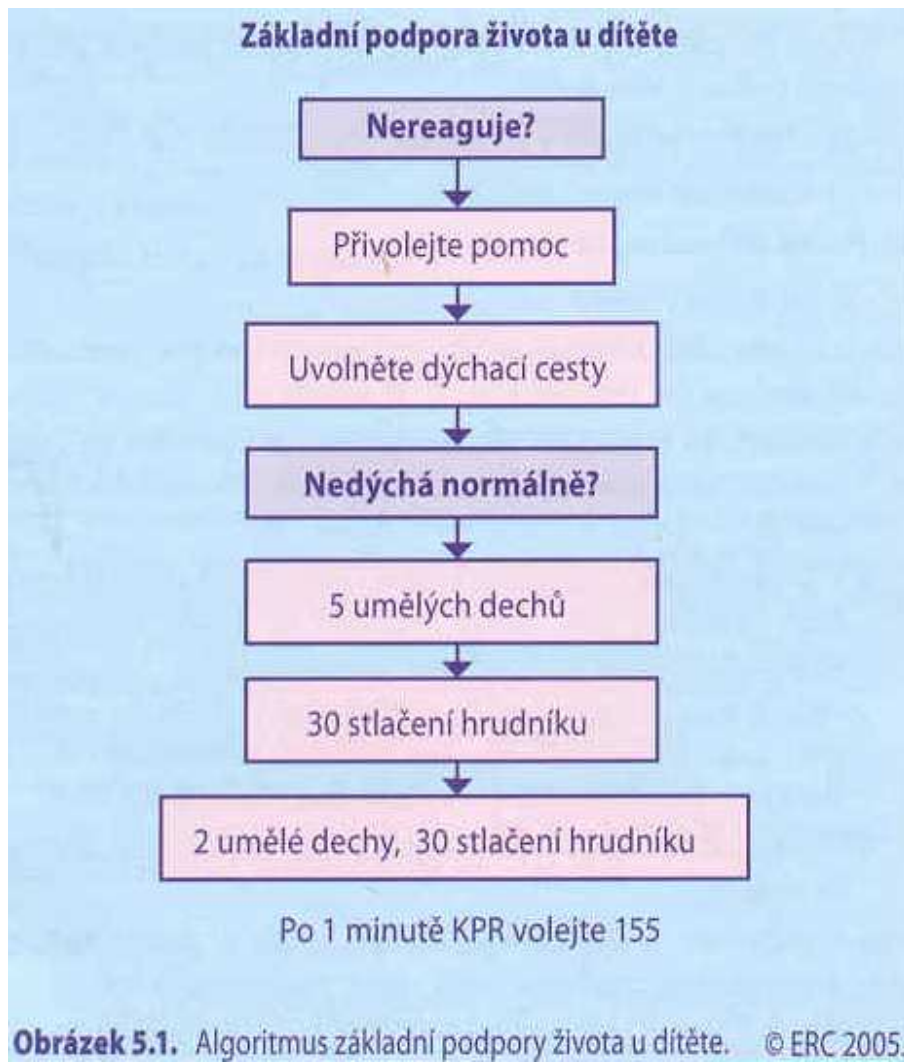 Základní podpora života u dítěte
Nereaguje?
Přivolejte pomoc
Uvolněte dýchací cesty
Nedýchá normálně?
5 umělých dechů
30 stlačení hrudníku
2 umělé dechy, 30 stlačení hrudníku
Po 1 minutě KPR volejte 155
Obrázek 5.1. Algoritmus základní podpory života u dítěte. © ERC 2005.